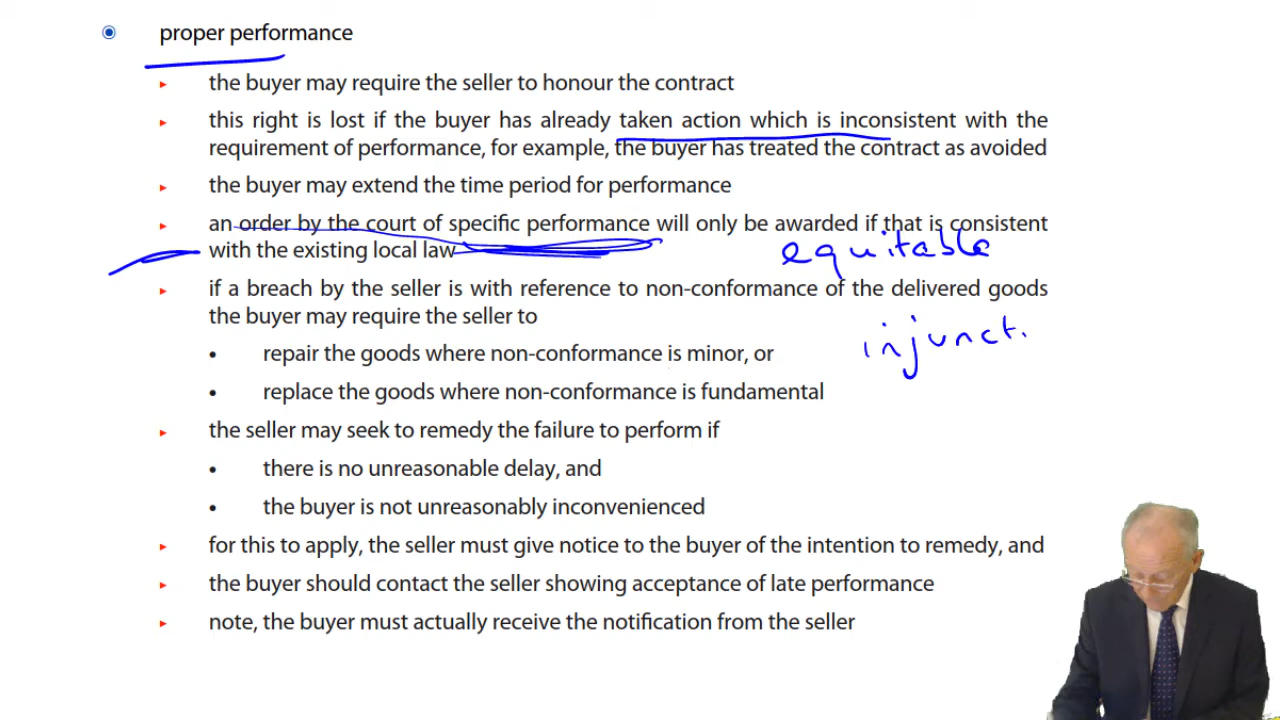 proper performance
the buyer may require the seller to honour the contract
this right is lost if the buyer has already taken action which is inconsistent with the
requirement of performance, for example, the buyer has treated the contract as avoided
the buyer may extend the time period for performance
an order by the court of specific performance will only be awarded if that is consistent
with the existing local law
equitable
if a breach by the seller is with reference to non-conformance of the delivered goods
the buyer may require the seller to
injunct.
• repair the goods where non-conformance is minor, or
• replace the goods where non-conformance is fundamental
the seller may seek to remedy the failure to perform if
• there is no unreasonable delay, and
• the buyer is not unreasonably inconvenienced
for this to apply, the seller must give notice to the buyer of the intention to remedy, and
the buyer should contact the seller showing acceptance of late performance
note, the buyer must actually receive the notification from the seller